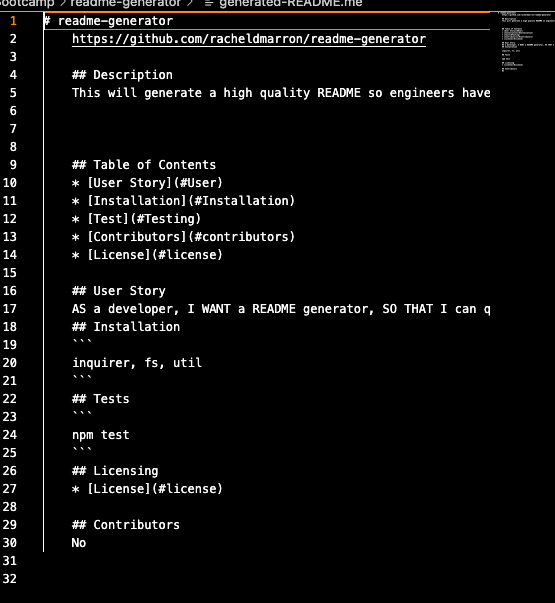 ootcamp > readme-generator > generated-README.me
1 # readme-generator
2 https://github.com/racheldmarron/readme-generator
3
4 ## Description
5 This will generate a high quality README so engineers have
6
7
8
9 ## Table of Contents
10 * [User Story](#User)
11 * [Installation](#Installation)
12 * [Test](#Testing)
13 * [Contributors](#contributors)
14 * [License](#license)
15
16 ## User Story
17 AS a developer, I WANT a README generator, SO THAT I can q
18 ## Installation
19 ```
20 inquirer, fs, util
21 ```
22 ## Tests
23 ```
24 npm test
25 ```
26 ## Licensing
27 * [License](#license)
28
29 ## Contributors
30 No
31
32